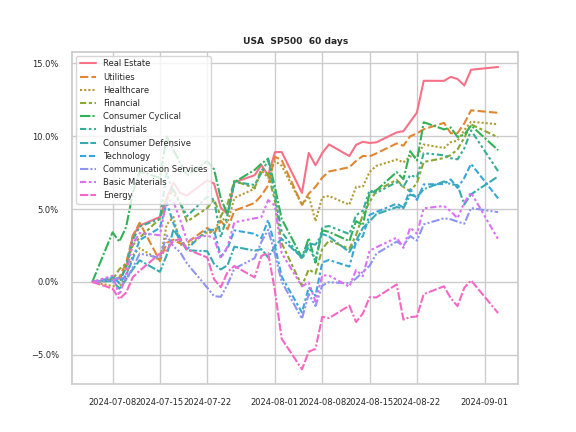 USA SP500 60 days
15.0%
10.0%
5.0%
0.0%
−5.0%
Real Estate
Utilities
Healthcare
Financial
Consumer Cyclical
Industrials
Consumer Defensive
Technology
Communication Services
Basic Materials
Energy
2024-07-08 2024-07-15 2024-07-22 2024-08-01 2024-08-08 2024-08-15 2024-08-22 2024-09-01